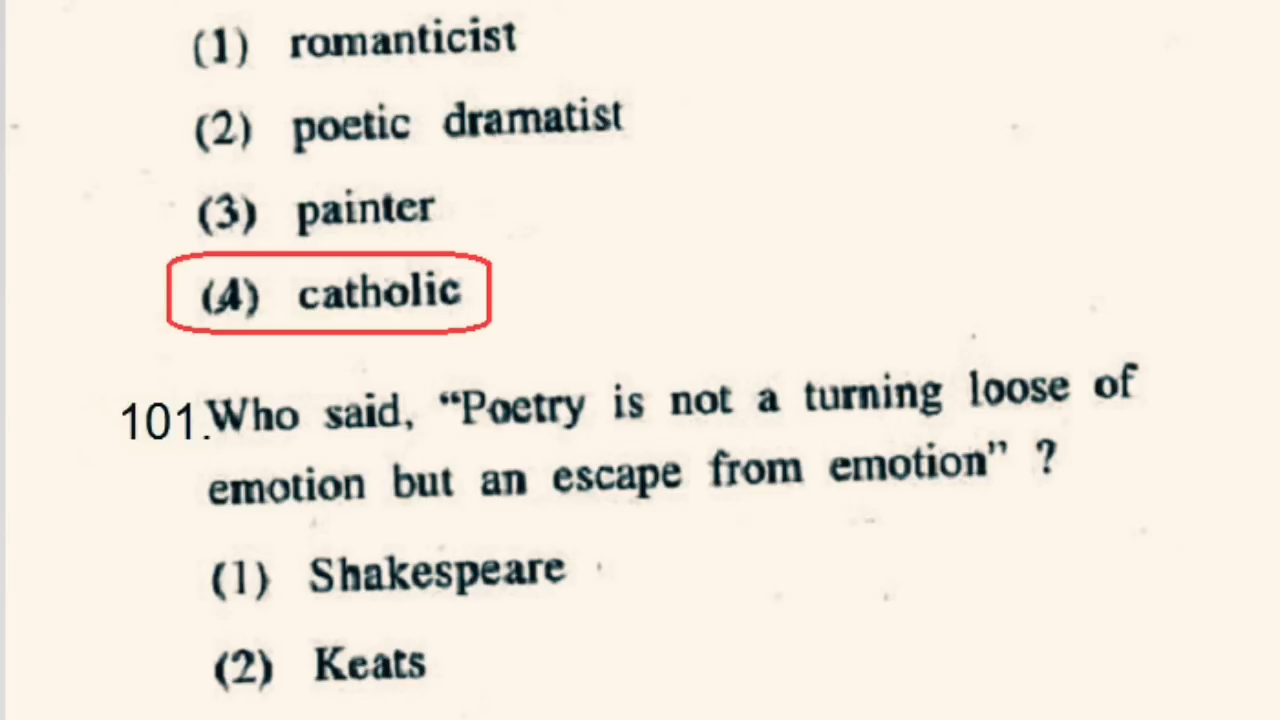 (1) romanticist
(2) poetic dramatist
(3) painter
(4) catholic
101. Who said, “Poetry is not a turning loose of
emotion but an escape from emotion” ?
(1) Shakespeare
(2) Keats